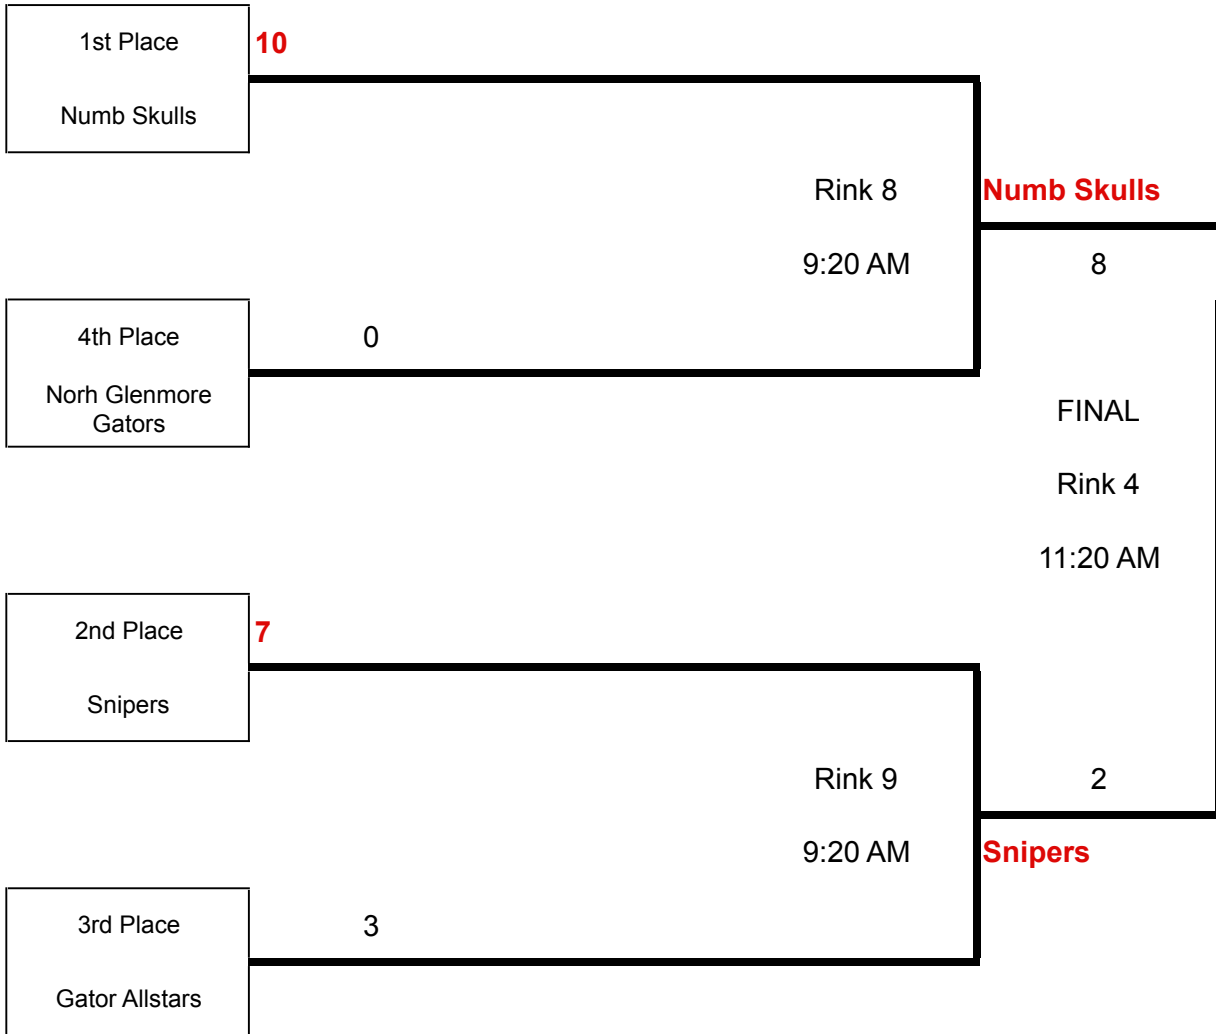 1st Place
10
Numb Skulls
Rink 8
Numb Skulls
9:20 AM
8
4th Place
0
Norh Glenmore
Gators
FINAL
Rink 4
11:20 AM
2nd Place
7
Snipers
Rink 9
2
9:20 AM
Snipers
3rd Place
3
Gator Allstars